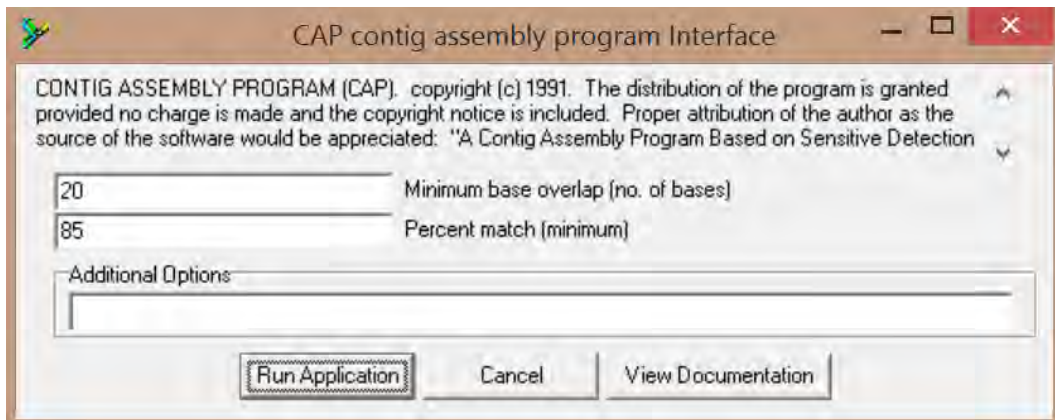 CAP contig assembly program Interface
CONTIG ASSEMBLY PROGRAM (CAP).  copyright (c) 1991.  The distribution of the program is granted
provided no charge is made and the copyright notice is included.  Proper attribution of the author as the
source of the software would be appreciated:  "A Contig Assembly Program Based on Sensitive Detection
20 Minimum base overlap (no. of bases)
85 Percent match (minimum)
Additional Options
Run Application Cancel View Documentation